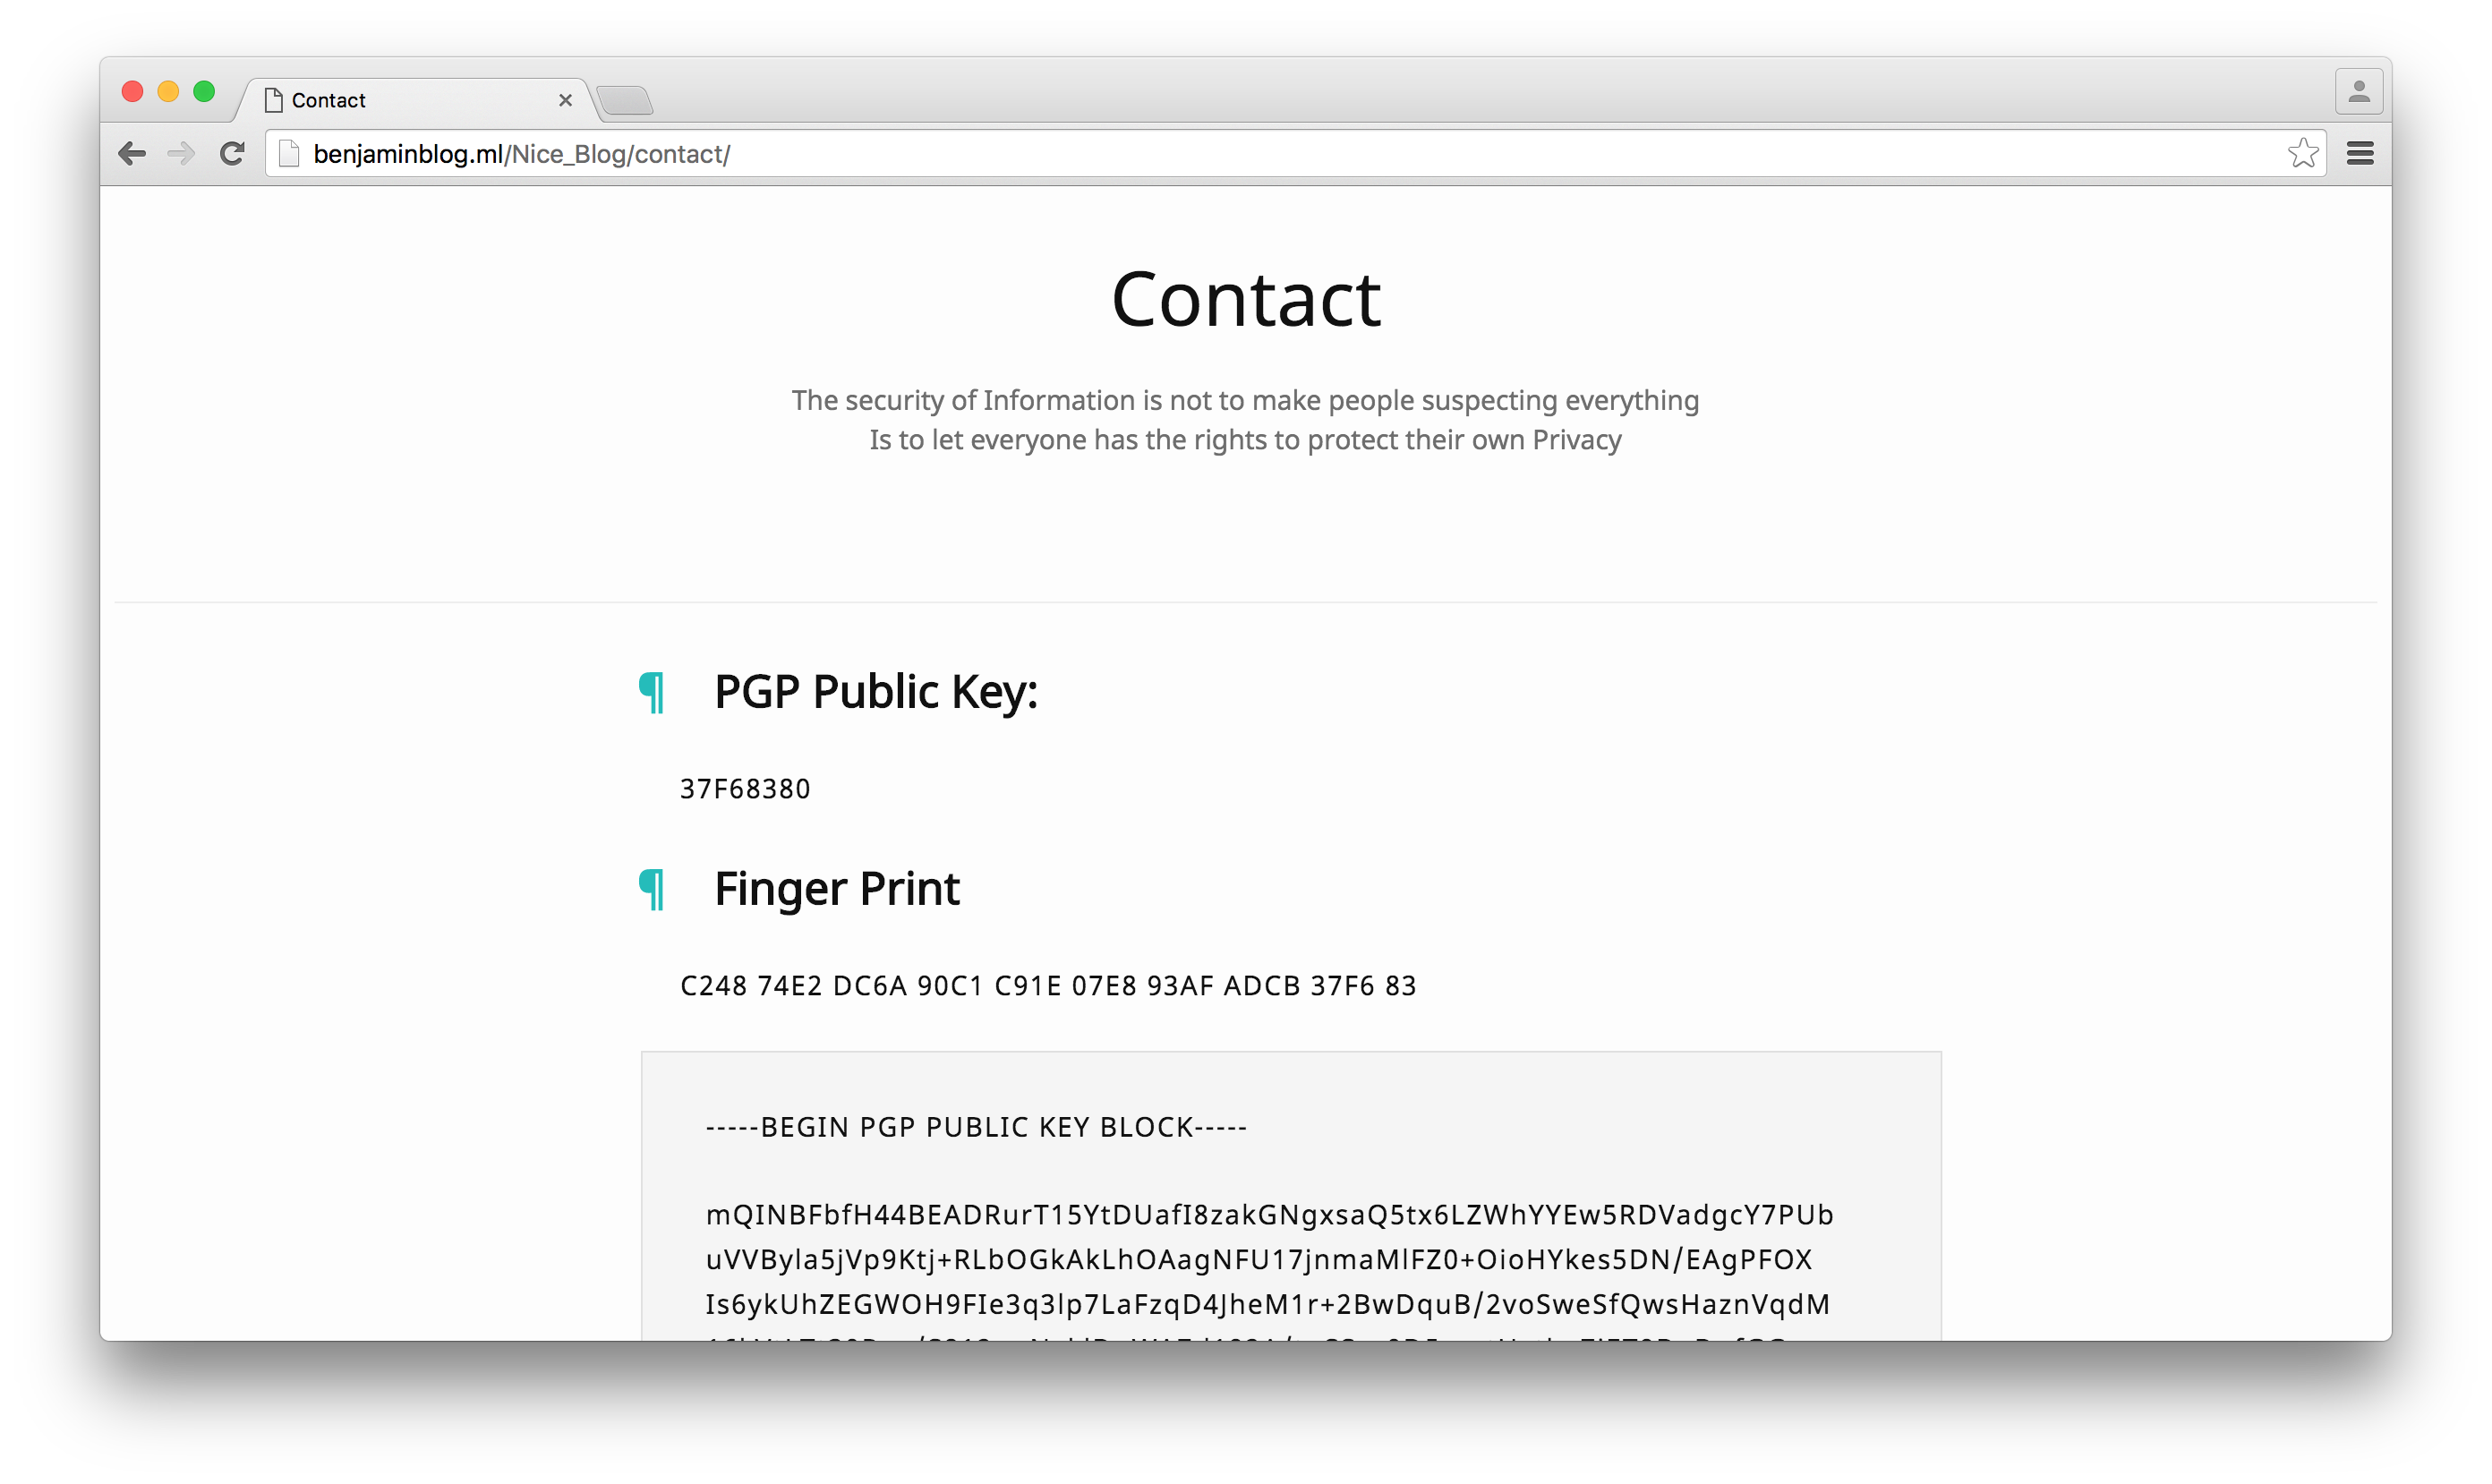 Contact
benjaminblog.ml/Nice_Blog/contact/
Contact
The security of Information is not to make people suspecting everything
Is to let everyone has the rights to protect their own Privacy
¶ PGP Public Key:
37F68380
¶ Finger Print
C248 74E2 DC6A 90C1 C91E 07E8 93AF ADCB 37F6 83
-----BEGIN PGP PUBLIC KEY BLOCK-----
mQINBFbfH44BEADRurT15YtDUafI8zakGNgxsaQ5tx6LZWhYYEw5RDVadgcY7PUb
uVVByla5jVp9Ktj+RLbOGkAkLhOAagNFU17jnmaMlFZ0+OioHYkes5DN/EAgPFOX
Is6ykUhZEGWOH9FIe3q3lp7LaFzqD4JheM1r+2BwDquB/2voSweSfQwsHaznVqdM